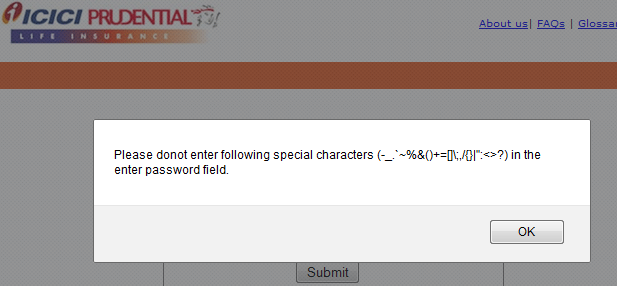 ICICI PRUDENTIAL
LIFE INSURANCE
About us| FAQs | Glossar
Please donot enter following special characters (-_.`~%&()+=[]\;,/{}|":<>?) in the
enter password field.
OK
Submit